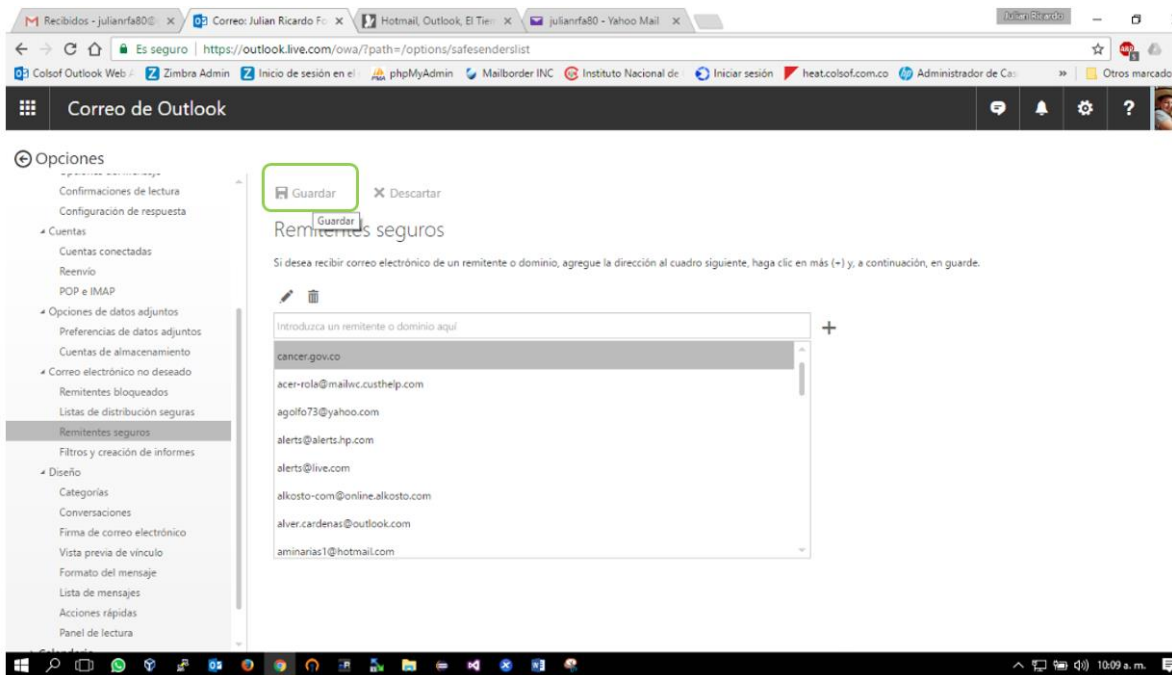 Recibidos - julianrfa80@
Correo: Julian Ricardo Fo
Hotmail, Outlook, El Tien
julianrfa80 - Yahoo Mail
Julian Ricardo
Es seguro | https://outlook.live.com/owa/?path=/options/safesenderslist
Colsof Outlook Web
Zimbra Admin
Inicio de sesión en el
phpMyAdmin
Mailborder INC
Instituto Nacional de
Iniciar sesión
heat.colsof.com.co
Administrador de Cas
»
Otros marcado
Correo de Outlook
?
Opciones
Confirmaciones de lectura
Configuración de respuesta
Cuentas
Cuentas conectadas
Reenvío
POP e IMAP
Opciones de datos adjuntos
Preferencias de datos adjuntos
Cuentas de almacenamiento
Correo electrónico no deseado
Remitentes bloqueados
Listas de distribución seguras
Remitentes seguros
Filtros y creación de informes
Diseño
Categorías
Conversaciones
Firma de correo electrónico
Vista previa de vínculo
Formato del mensaje
Lista de mensajes
Acciones rápidas
Panel de lectura
Guardar
Descartar
Guardar
Remitentes seguros
Si desea recibir correo electrónico de un remitente o dominio, agregue la dirección al cuadro siguiente, haga clic en más (+) y, a continuación, en guarde.
Introduzca un remitente o dominio aquí
cancer.gov.co
acer-rola@mailwc.custhelp.com
agolfo73@yahoo.com
alerts@alerts.hp.com
alerts@live.com
alkosto-com@online.alkosto.com
alver.cardenas@outlook.com
aminarias1@hotmail.com
10:09 a. m.